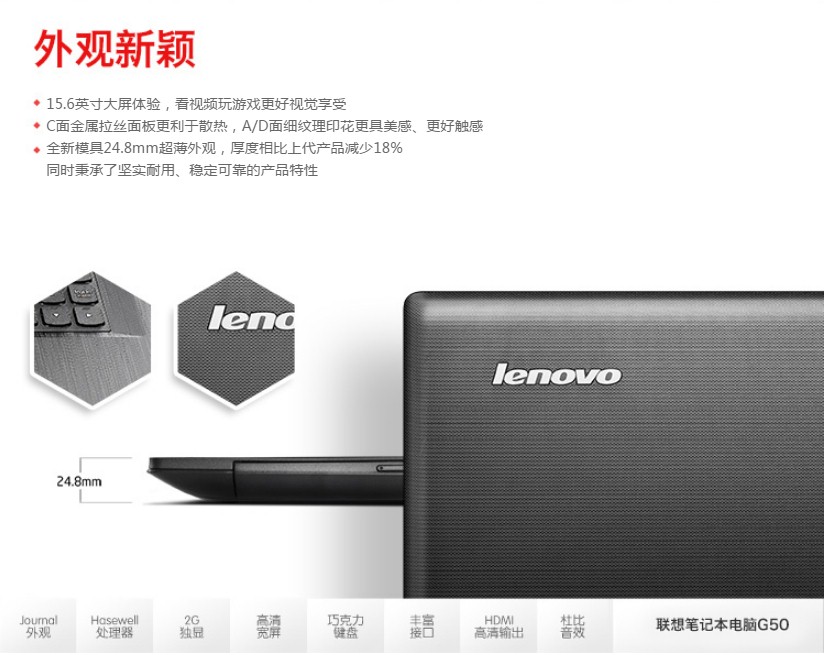 外观新颖
15.6英寸大屏体验，看视频玩游戏更好视觉享受
C面金属拉丝面板更利于散热，A/D面细纹理印花更具美感、更好触感
全新模具24.8mm超薄外观，厚度相比上代产品减少18%
同时秉承了坚实耐用、稳定可靠的产品特性
leno
lenovo
24.8mm
Journal
外观
Hasewell
处理器
2G
独显
高清
宽屏
巧克力
键盘
丰富
接口
HDMI
高清输出
杜比
音效
联想笔记本电脑G50